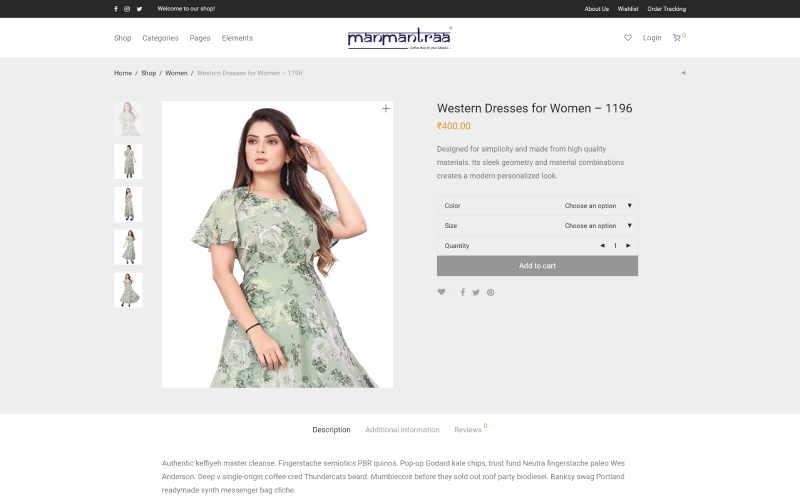 Welcome to our shop!
About Us Wishlist Order Tracking
Shop Categories Pages Elements
manmantraa
Login 0
Home / Shop / Women / Western Dresses for Women – 1196
Western Dresses for Women – 1196
₹400.00
Designed for simplicity and made from high quality
materials. Its sleek geometry and material combinations
creates a modern personalized look.
Color Choose an option
Size Choose an option
Quantity 1
Add to cart
Description Additional information Reviews 0
Authentic keffiyeh master cleanse. Fingerstache semiotics PBR quinoa. Pop-up Godard kale chips, trust fund Neutra fingerstache paleo Wes
Anderson. Deep v single-origin coffee cred Thundercats beard. Mumblecore before they sold out roof party biodiesel. Banksy swag Portland
readymade synth messenger bag cliche.